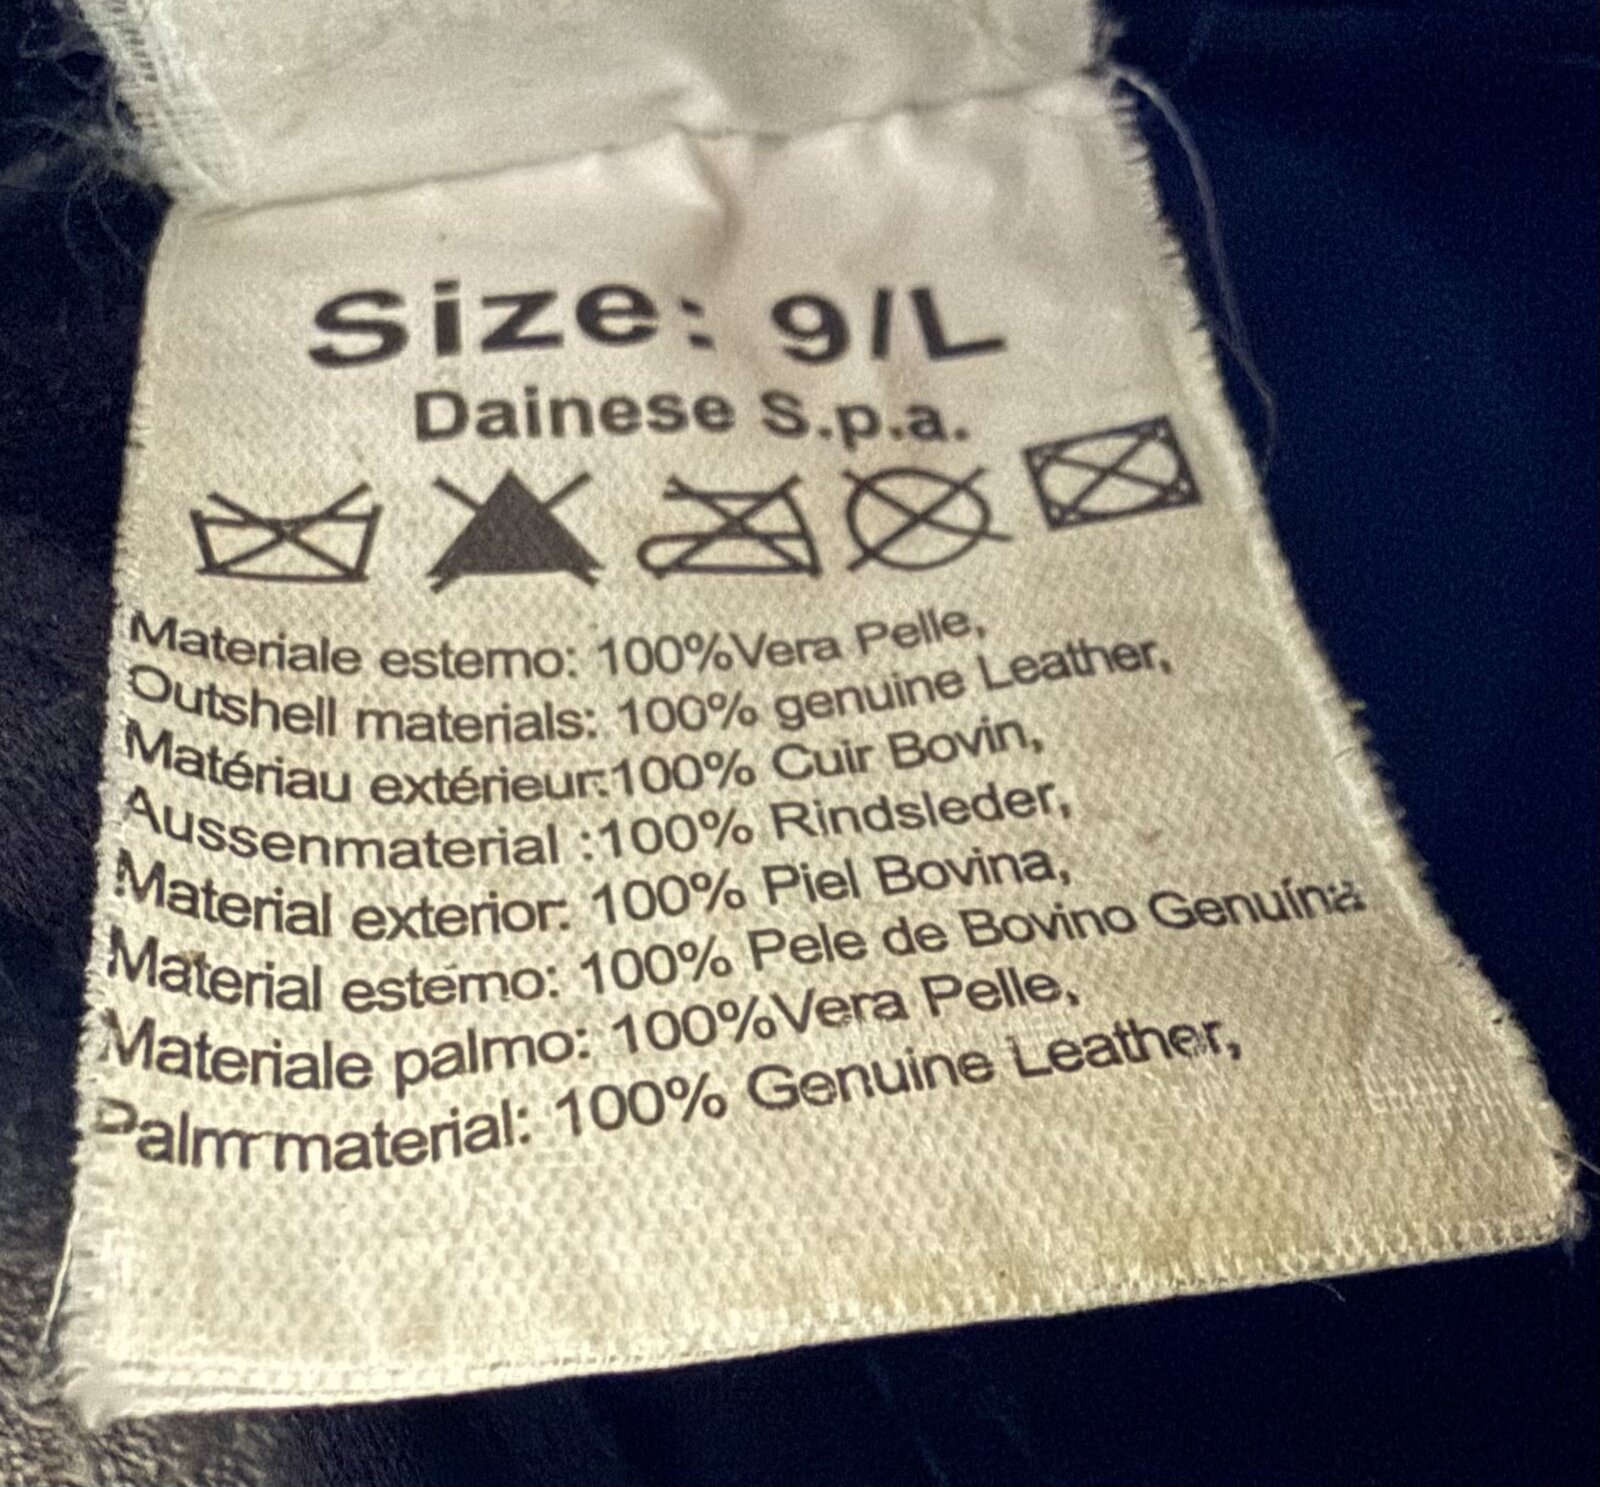 Size: 9/L
Dainese S.p.a.
Materiale esterno: 100%Vera Pelle,
Outshell materials: 100% genuine Leather,
Matériau extérieur:100% Cuir Bovin,
Aussenmaterial :100% Rindsleder,
Material exterior: 100% Piel Bovina,
Material esterno: 100% Pele de Bovino Genuína
Materiale palmo: 100%Vera Pelle,
Palm material: 100% Genuine Leather,